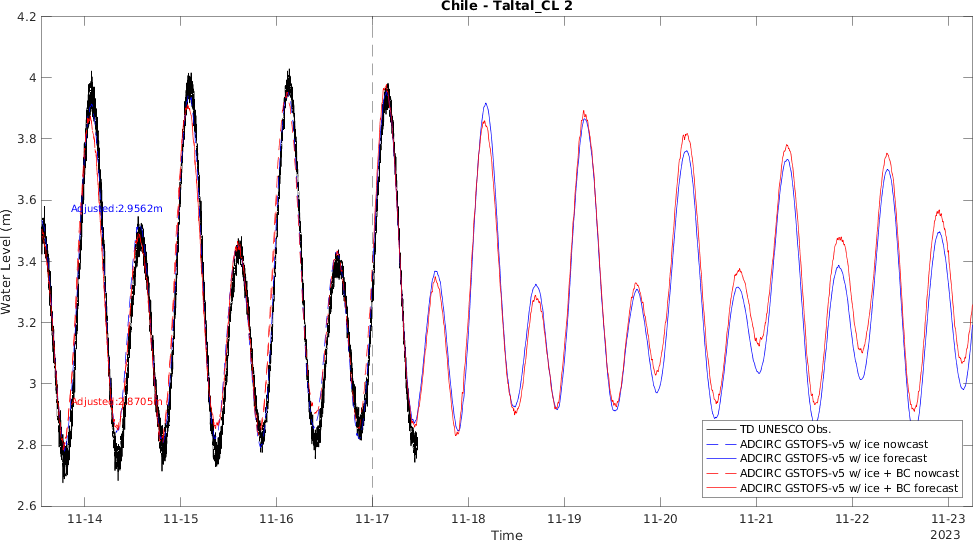 Chile - Taltal_CL 2
4.2
4
3.8
3.6
3.4
3.2
3
2.8
2.6
Water Level (m)
Adjusted:2.9562m
Adjusted:2.8705m
TD UNESCO Obs.
ADCIRC GSTOFS-v5 w/ ice nowcast
ADCIRC GSTOFS-v5 w/ ice forecast
ADCIRC GSTOFS-v5 w/ ice + BC nowcast
ADCIRC GSTOFS-v5 w/ ice + BC forecast
11-14 11-15 11-16 11-17 11-18 11-19 11-20 11-21 11-22 11-23
Time
2023